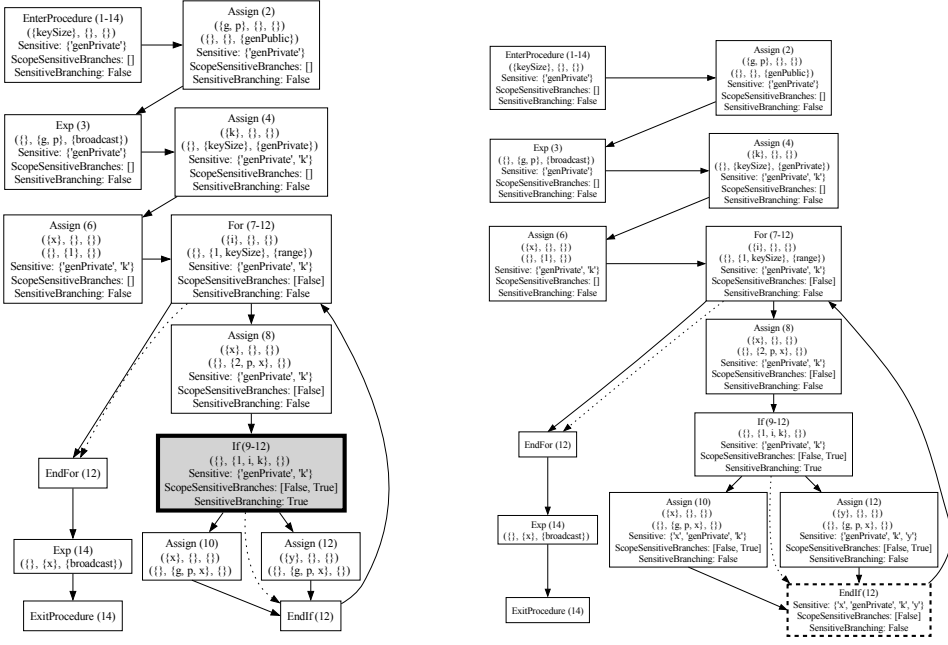 EnterProcedure (1-14)
({keySize}, {}, {})
Sensitive: {'genPrivate'}
ScopeSensitiveBranches: []
SensitiveBranching: False
Assign (2)
({g, p}, {}, {})
({}, {}, {genPublic})
Sensitive: {'genPrivate'}
ScopeSensitiveBranches: []
SensitiveBranching: False
Exp (3)
({}, {g, p}, {broadcast})
Sensitive: {'genPrivate'}
ScopeSensitiveBranches: []
SensitiveBranching: False
Assign (4)
({k}, {}, {})
({}, {keySize}, {genPrivate})
Sensitive: {'genPrivate', 'k'}
ScopeSensitiveBranches: []
SensitiveBranching: False
Assign (6)
({x}, {}, {})
({}, {1}, {})
Sensitive: {'genPrivate', 'k'}
ScopeSensitiveBranches: []
SensitiveBranching: False
For (7-12)
({i}, {}, {})
({}, {1, keySize}, {range})
Sensitive: {'genPrivate', 'k'}
ScopeSensitiveBranches: [False]
SensitiveBranching: False
Assign (8)
({x}, {}, {})
({}, {2, p, x}, {})
Sensitive: {'genPrivate', 'k'}
ScopeSensitiveBranches: [False]
SensitiveBranching: False
If (9-12)
({}, {1, i, k}, {})
Sensitive: {'genPrivate', 'k'}
ScopeSensitiveBranches: [False, True]
SensitiveBranching: True
EndFor (12)
Exp (14)
({}, {x}, {broadcast})
Assign (10)
({x}, {}, {})
({}, {g, p, x}, {})
Assign (12)
({y}, {}, {})
({}, {g, p, x}, {})
ExitProcedure (14)
EndIf (12)
EnterProcedure (1-14)
({keySize}, {}, {})
Sensitive: {'genPrivate'}
ScopeSensitiveBranches: []
SensitiveBranching: False
Assign (2)
({g, p}, {}, {})
({}, {}, {genPublic})
Sensitive: {'genPrivate'}
ScopeSensitiveBranches: []
SensitiveBranching: False
Exp (3)
({}, {g, p}, {broadcast})
Sensitive: {'genPrivate'}
ScopeSensitiveBranches: []
SensitiveBranching: False
Assign (4)
({k}, {}, {})
({}, {keySize}, {genPrivate})
Sensitive: {'genPrivate', 'k'}
ScopeSensitiveBranches: []
SensitiveBranching: False
Assign (6)
({x}, {}, {})
({}, {1}, {})
Sensitive: {'genPrivate', 'k'}
ScopeSensitiveBranches: []
SensitiveBranching: False
For (7-12)
({i}, {}, {})
({}, {1, keySize}, {range})
Sensitive: {'genPrivate', 'k'}
ScopeSensitiveBranches: [False]
SensitiveBranching: False
Assign (8)
({x}, {}, {})
({}, {2, p, x}, {})
Sensitive: {'genPrivate', 'k'}
ScopeSensitiveBranches: [False]
SensitiveBranching: False
If (9-12)
({}, {1, i, k}, {})
Sensitive: {'genPrivate', 'k'}
ScopeSensitiveBranches: [False, True]
SensitiveBranching: True
EndFor (12)
Exp (14)
({}, {x}, {broadcast})
Assign (10)
({x}, {}, {})
({}, {g, p, x}, {})
Sensitive: {'x', 'genPrivate', 'k'}
ScopeSensitiveBranches: [False, True]
SensitiveBranching: False
Assign (12)
({y}, {}, {})
({}, {g, p, x}, {})
Sensitive: {'genPrivate', 'k', 'y'}
ScopeSensitiveBranches: [False, True]
SensitiveBranching: False
ExitProcedure (14)
EndIf (12)
Sensitive: {'x', 'genPrivate', 'k', 'y'}
ScopeSensitiveBranches: [False]
SensitiveBranching: False